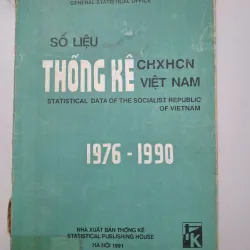 GENERAL STATISTICAL OFFICE
SỐ LIỆU
THỐNG KÊ CHXHCN
VIỆT NAM
STATISTICAL DATA OF THE SOCIALIST REPUBLIC
OF VIETNAM
1976 - 1990
NHÀ XUẤT BẢN THỐNG KÊ
STATISTICAL PUBLISHING HOUSE
HÀ NỘI 1991